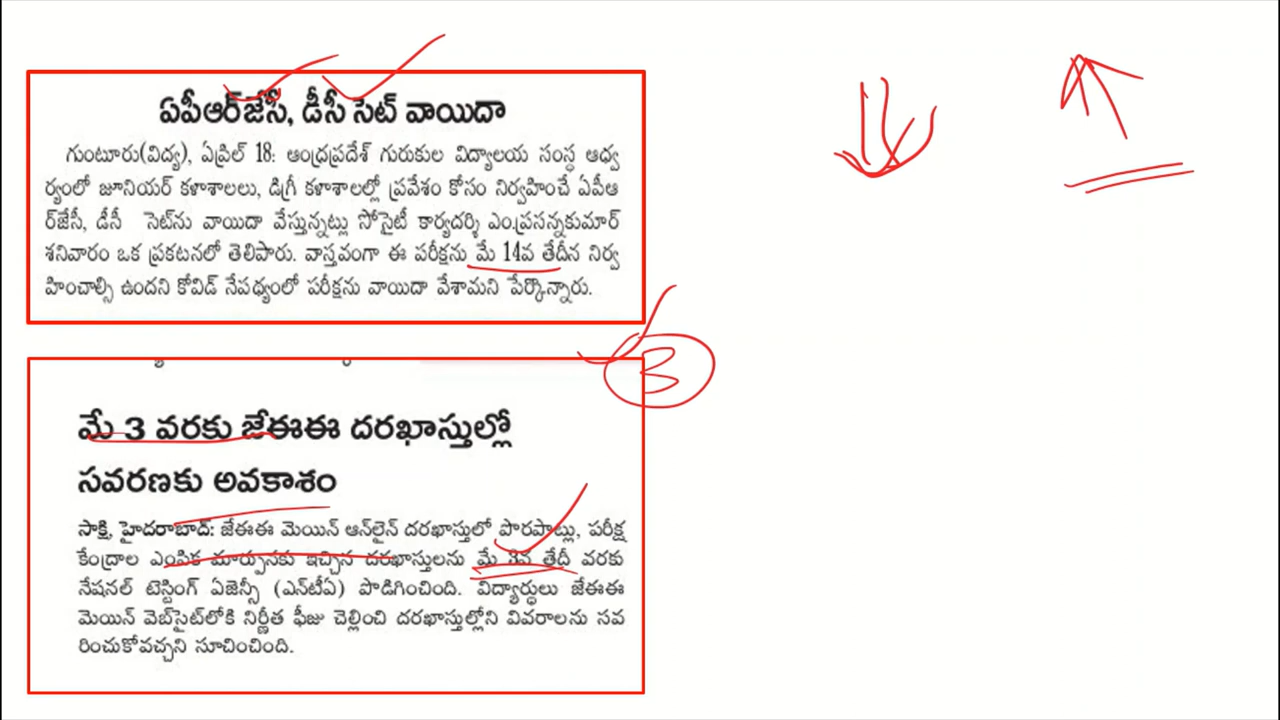 ఏపీఆర్‌జేసీ, డీసీ సెట్ వాయిదా
గుంటూరు(విద్య), ఏప్రిల్ 18: ఆంధ్రప్రదేశ్ గురుకుల విద్యాలయ సంస్థ ఆధ్వ
ర్యంలో జూనియర్ కళాశాలలు, డిగ్రీ కళాశాలల్లో ప్రవేశం కోసం నిర్వహించే ఏపీఆ
ర్‌జేసీ, డీసీ సెట్‌ను వాయిదా వేస్తున్నట్లు సోసైటీ కార్యదర్శి ఎం.ప్రసన్నకుమార్
శనివారం ఒక ప్రకటనలో తెలిపారు. వాస్తవంగా ఈ పరీక్షను మే 14వ తేదీన నిర్వ
హించాల్సి ఉందని కోవిడ్ నేపథ్యంలో పరీక్షను వాయిదా వేశామని పేర్కొన్నారు.
3
మే 3 వరకు జేఈఈ దరఖాస్తుల్లో
సవరణకు అవకాశం
సాక్షి, హైదరాబాద్: జేఈఈ మెయిన్ ఆన్‌లైన్ దరఖాస్తులో పొరపాట్లు, పరీక్ష
కేంద్రాల ఎంపిక మార్పునకు ఇచ్చిన దరఖాస్తులను మే 3వ తేదీ వరకు
నేషనల్ టెస్టింగ్ ఏజెన్సీ (ఎన్‌టీఏ) పొడిగించింది. విద్యార్థులు జేఈఈ
మెయిన్ వెబ్‌సైట్‌లోకి నిర్ణీత ఫీజు చెల్లించి దరఖాస్తుల్లోని వివరాలను సవ
రించుకోవచ్చని సూచించింది.